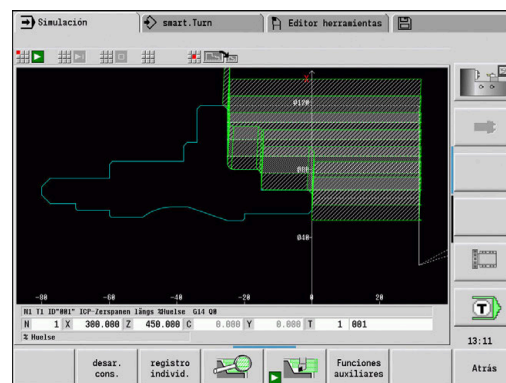 Simulación
smart.Turn
Editor herramientas
X
Ø120
Ø80
Ø40
-80 -60 -40 -20 0 20
N1 T1 ID"001" ICP-Zerspanen längs %Huelse G14 Q0
N 1 X 300.000 Z 450.000 C 0.000 Y 0.000 T 1 001
% Huelse
desar.
cons.
registro
individ.
Funciones
auxiliares
T
13:11
Atrás